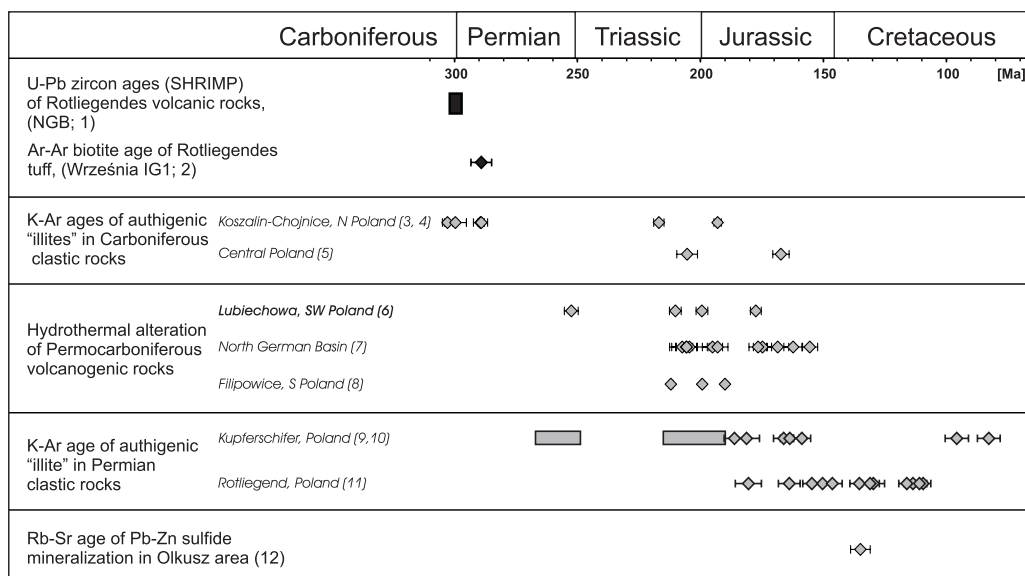 Carboniferous Permian Triassic Jurassic Cretaceous
300 250 200 150 100 [Ma]
U-Pb zircon ages (SHRIMP)
of Rotliegendes volcanic rocks,
(NGB; 1)
Ar-Ar biotite age of Rotliegendes
tuff, (Września IG1; 2)
K-Ar ages of authigenic
“illites” in Carboniferous
clastic rocks
Koszalin-Chojnice, N Poland (3, 4)
Central Poland (5)
Hydrothermal alteration
of Permocarboniferous
volcanogenic rocks
Lubiechowa, SW Poland (6)
North German Basin (7)
Filipowice, S Poland (8)
K-Ar age of authigenic
“illite” in Permian
clastic rocks
Kupferschifer, Poland (9,10)
Rotliegend, Poland (11)
Rb-Sr age of Pb-Zn sulfide
mineralization in Olkusz area (12)